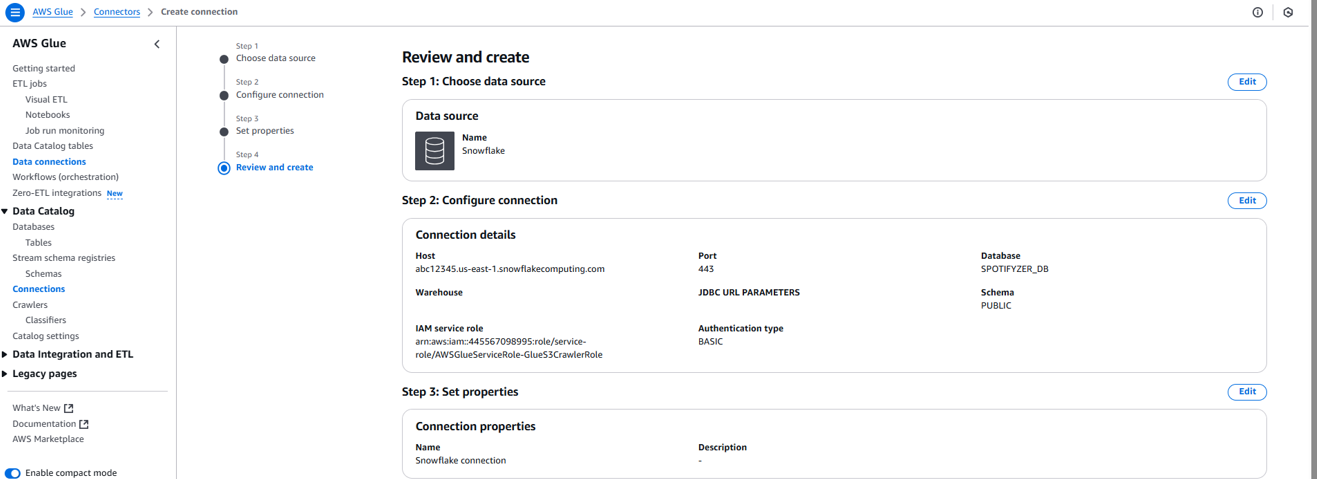 AWS Glue
Connectors
Create connection
AWS Glue
Getting started
ETL jobs
Visual ETL
Notebooks
Job run monitoring
Data Catalog tables
Data connections
Workflows (orchestration)
Zero-ETL integrations New
Data Catalog
Databases
Tables
Stream schema registries
Schemas
Connections
Crawlers
Classifiers
Catalog settings
Data Integration and ETL
Legacy pages
What's New
Documentation
AWS Marketplace
Enable compact mode
Step 1
Choose data source
Step 2
Configure connection
Step 3
Set properties
Step 4
Review and create
Review and create
Step 1: Choose data source
Edit
Data source
Name
Snowflake
Step 2: Configure connection
Edit
Connection details
Host
abc12345.us-east-1.snowflakecomputing.com
Port
443
Database
SPOTIFYZER_DB
Warehouse
JDBC URL PARAMETERS
Schema
PUBLIC
IAM service role
arn:aws:iam::445567098995:role/service-
role/AWSGlueServiceRole-GlueS3CrawlerRole
Authentication type
BASIC
Step 3: Set properties
Edit
Connection properties
Name
Snowflake connection
Description
-